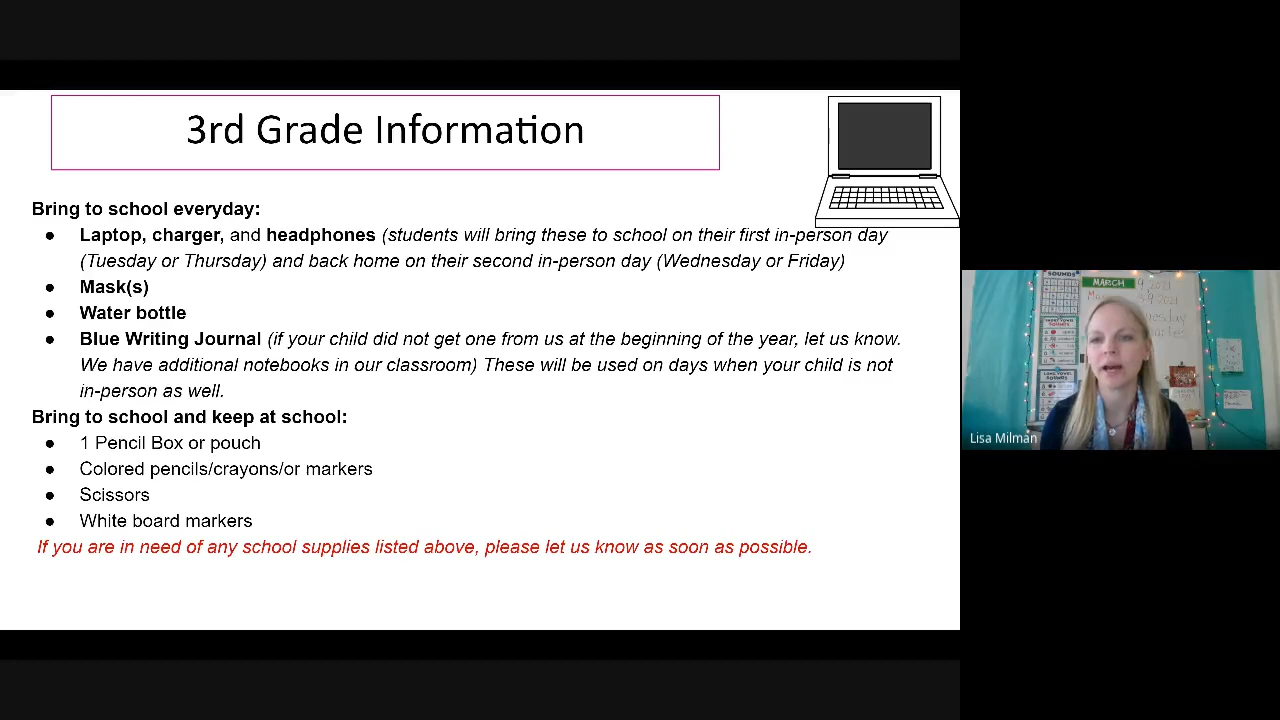 3rd Grade Information
Bring to school everyday:
● Laptop, charger, and headphones (students will bring these to school on their first in-person day
(Tuesday or Thursday) and back home on their second in-person day (Wednesday or Friday)
● Mask(s)
● Water bottle
● Blue Writing Journal (if your child did not get one from us at the beginning of the year, let us know.
We have additional notebooks in our classroom) These will be used on days when your child is not
in-person as well.
Bring to school and keep at school:
● 1 Pencil Box or pouch
● Colored pencils/crayons/or markers
● Scissors
● White board markers
If you are in need of any school supplies listed above, please let us know as soon as possible.
SOUNDS
MARCH
Lisa Milman